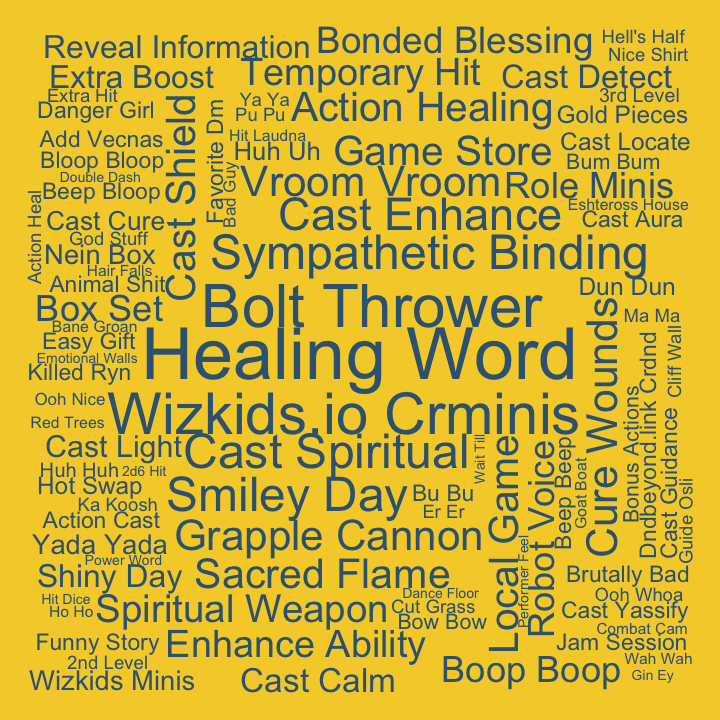 Reveal Information
Bonded Blessing
Hell's Half
Nice Shirt
Extra Boost
Temporary Hit
Cast Detect
Extra Hit
Danger Girl
Ya Ya
Pu Pu
Action Healing
3rd Level
Gold Pieces
Add Vecnas
Cast Shield
Favorite Dm
Hit Laudna
Huh Uh
Game Store
Cast Locate
Bum Bum
Bloop Bloop
Double Dash
Beep Bloop
Bad Guy
Vroom Vroom
Role Minis
Action Heal
Cast Cure
Cast Enhance
Eshteross House
Cast Aura
God Stuff
Nein Box
Sympathetic Binding
Hair Falls
Animal Shit
Dun Dun
Box Set
Bolt Thrower
Cure Wounds
Ma Ma
Bane Groan
Easy Gift
Healing Word
Cliff Wall
Emotional Walls
Killed Ryn
Dndbeyond.link Crdnd
Bonus Actions
Ooh Nice
Wizkids.io Crminis
Cast Guidance
Red Trees
Cast Light
Cast Spiritual
Wait Till
Local Game
Robot Voice
Beep Beep
Goat Boat
Guide Osli
Huh Huh
2d6 Hit
Hot Swap
Smiley Day
Bu Bu
Er Er
Ka Koosh
Action Cast
Grapple Cannon
Yada Yada
Power Word
Performer Feel
Shiny Day
Sacred Flame
Brutally Bad
Hit Dice
Ho Ho
Spiritual Weapon
Dance Floor
Cut Grass
Bow Bow
Ooh Whoa
Cast Yassify
Combat Cam
Funny Story
Enhance Ability
Jam Session
2nd Level
Wah Wah
Wizkids Minis
Cast Calm
Boop Boop
Gin Ey